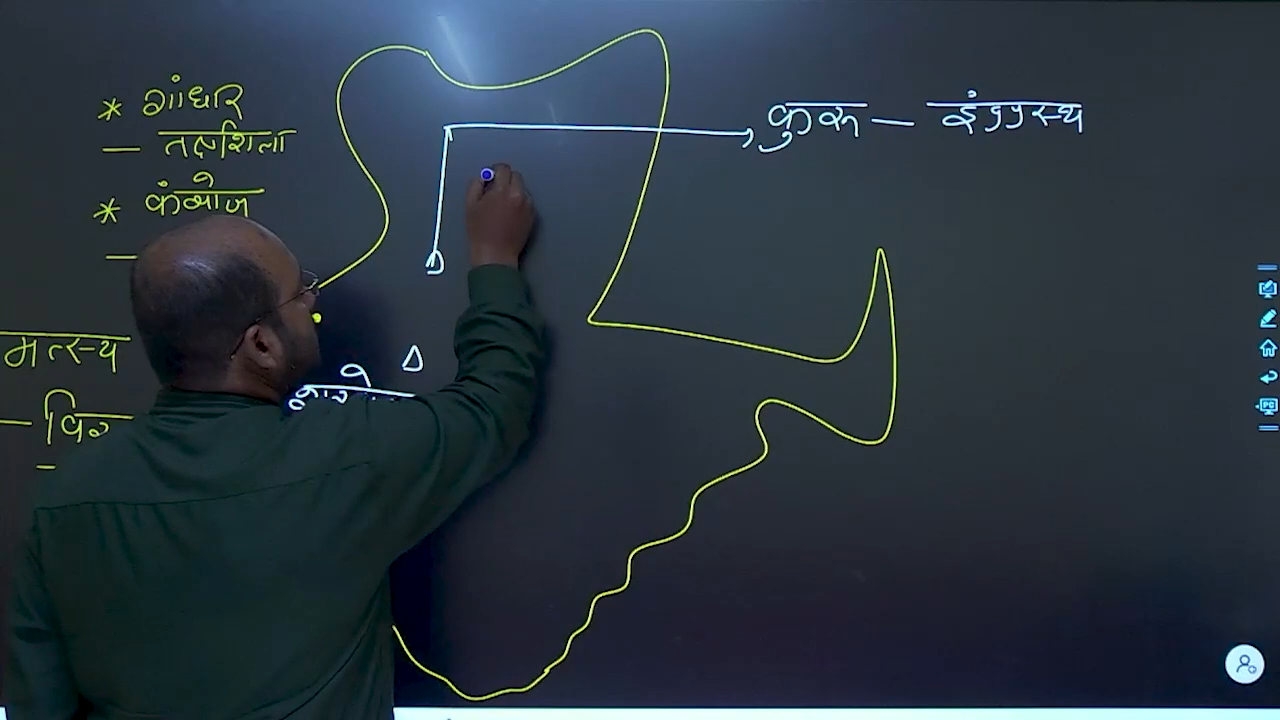 * गांधार
— तक्षशिला
* कंबोज
—
मत्स्य
—
कुरू — इंद्रप्रस्थ